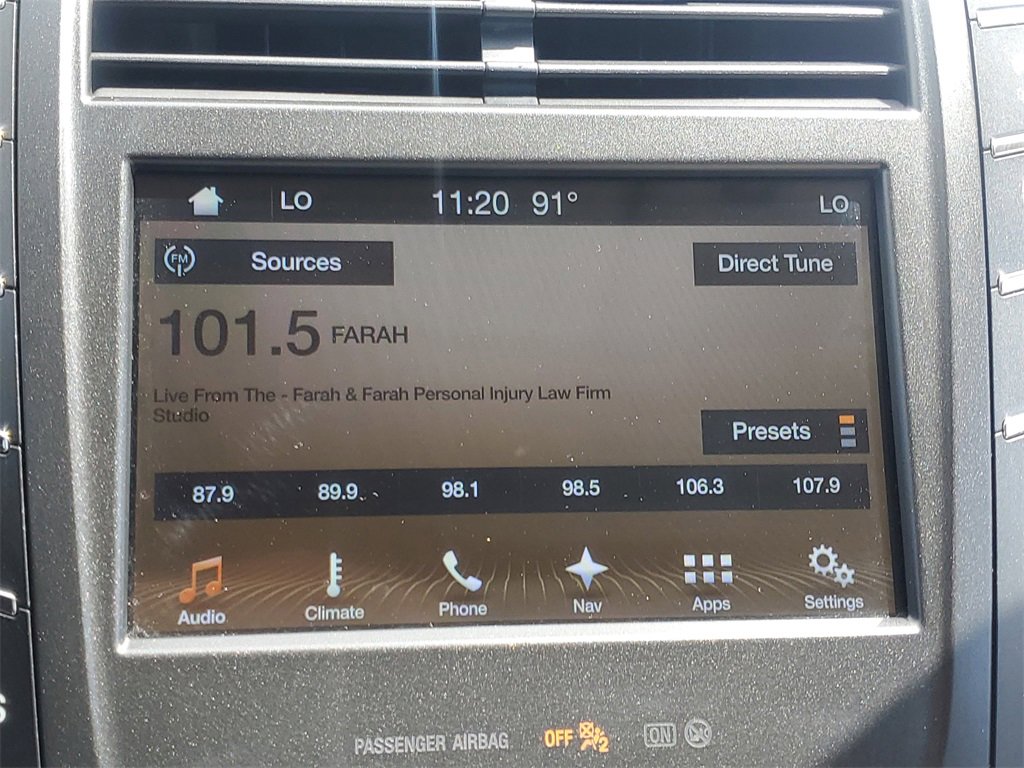 LO 11:20 91° LO
FM Sources Direct Tune
101.5 FARAH
Live From The - Farah & Farah Personal Injury Law Firm
Studio
Presets
87.9 89.9 98.1 98.5 106.3 107.9
Audio Climate Phone Nav Apps Settings
PASSENGER AIRBAG OFF 2 ON